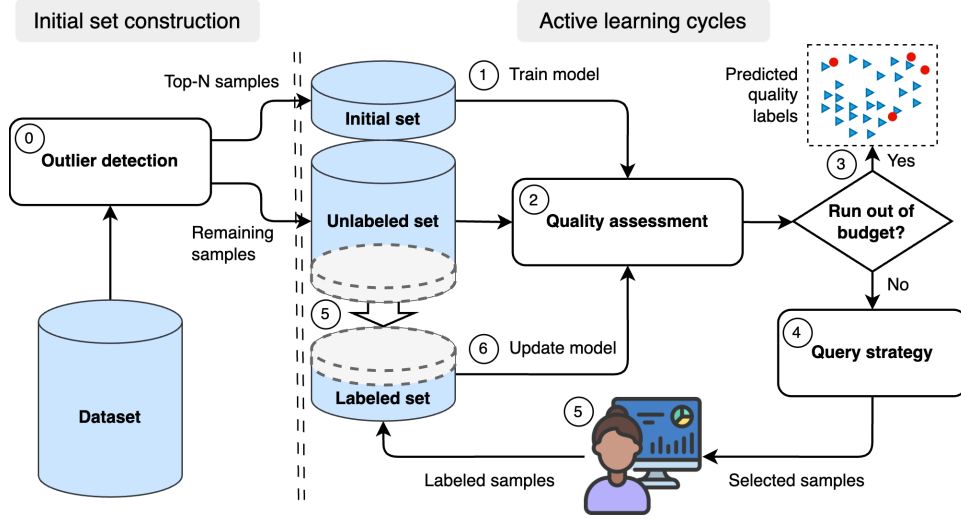 Initial set construction
Active learning cycles
Top-N samples
1
Train model
Predicted
quality
labels
0
Outlier detection
Initial set
Yes
3
Remaining
samples
Unlabeled set
2
Quality assessment
Run out of
budget?
No
5
6
Update model
4
Query strategy
Dataset
Labeled set
5
Labeled samples
Selected samples